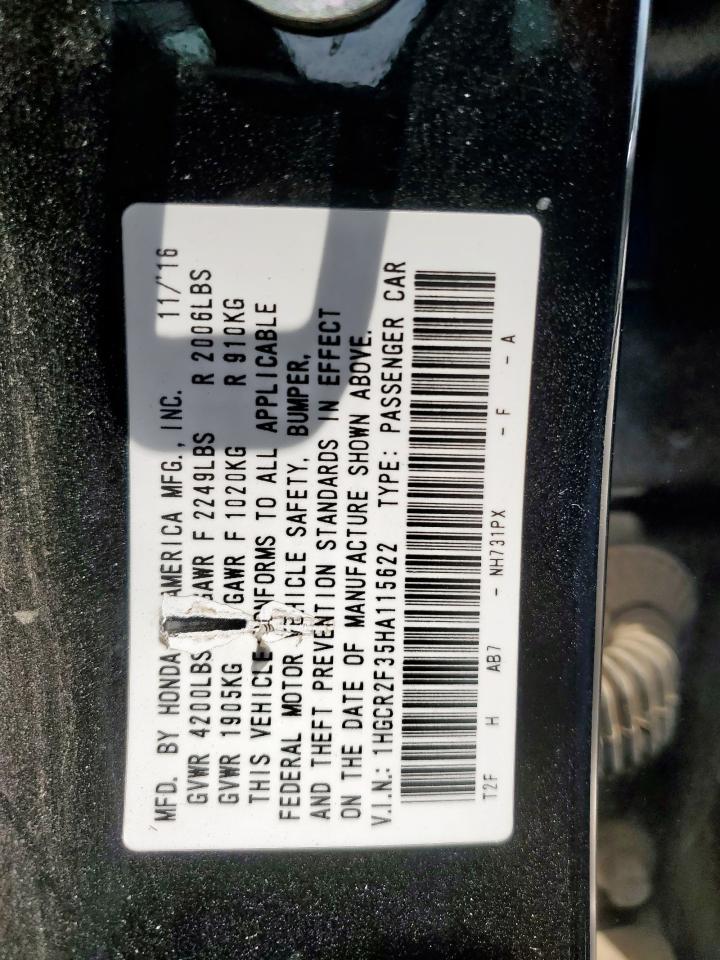 MFD. BY HONDA AMERICA MFG., INC. 11/'16
GVWR 4200LBS GAWR F 2249LBS R 2006LBS
GVWR 1905KG GAWR F 1020KG R 910KG
THIS VEHICLE CONFORMS TO ALL APPLICABLE
FEDERAL MOTOR VEHICLE SAFETY, BUMPER,
AND THEFT PREVENTION STANDARDS IN EFFECT
ON THE DATE OF MANUFACTURE SHOWN ABOVE.
V.I.N.: 1HGCR2F35HA115622 TYPE: PASSENGER CAR
T2F H AB7 - NH731PX - F - A